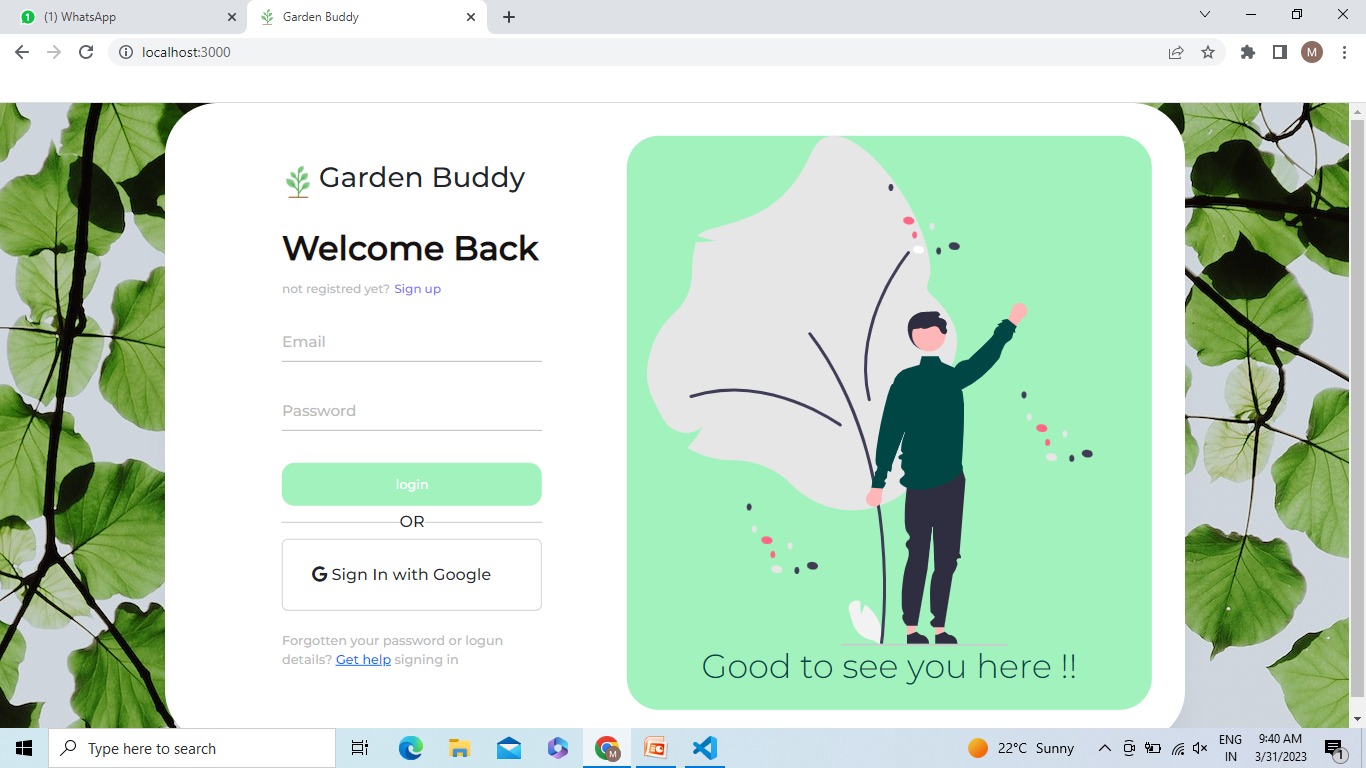 (1) WhatsApp
Garden Buddy
localhost:3000
M
Garden Buddy
Welcome Back
not registred yet? Sign up
Email
Password
login
OR
G Sign In with Google
Forgotten your password or logun
details? Get help signing in
Good to see you here !!
Type here to search
M
22°C Sunny
ENG
IN
9:40 AM
3/31/2023
1